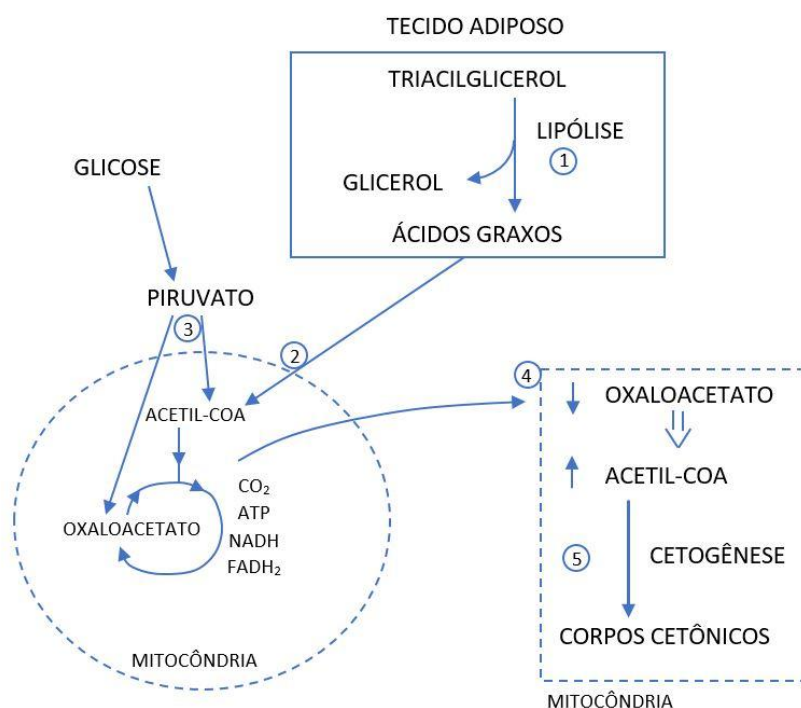 TECIDO ADIPOSO
TRIACILGLICEROL
LIPÓLISE
1
GLICEROL
ÁCIDOS GRAXOS
GLICOSE
PIRUVATO
3
2
ACETIL-COA
OXALOACETATO
CO₂
ATP
NADH
FADH₂
MITOCÔNDRIA
4
OXALOACETATO
ACETIL-COA
5
CETOGÊNESE
CORPOS CETÔNICOS
MITOCÔNDRIA